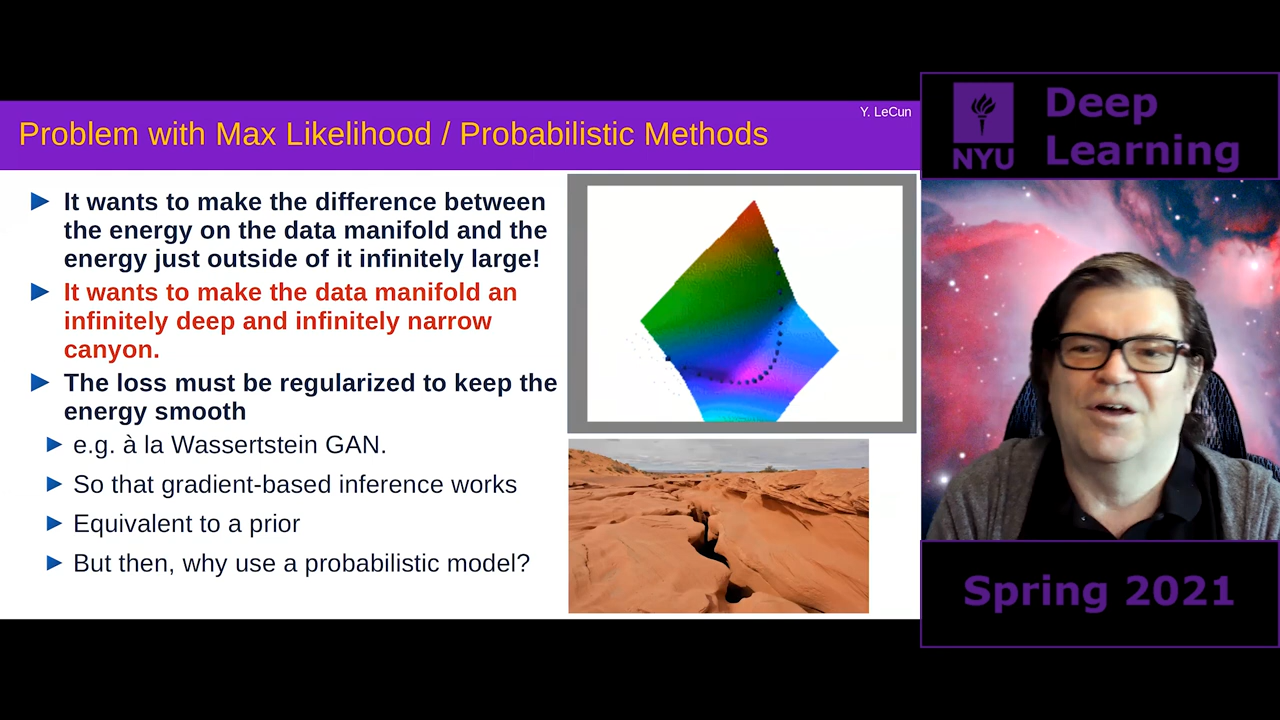 Y. LeCun
Problem with Max Likelihood / Probabilistic Methods
► It wants to make the difference between
the energy on the data manifold and the
energy just outside of it infinitely large!
► It wants to make the data manifold an
infinitely deep and infinitely narrow
canyon.
► The loss must be regularized to keep the
energy smooth
► e.g. à la Wassertstein GAN.
► So that gradient-based inference works
► Equivalent to a prior
► But then, why use a probabilistic model?
NYU
Deep
Learning
Spring 2021